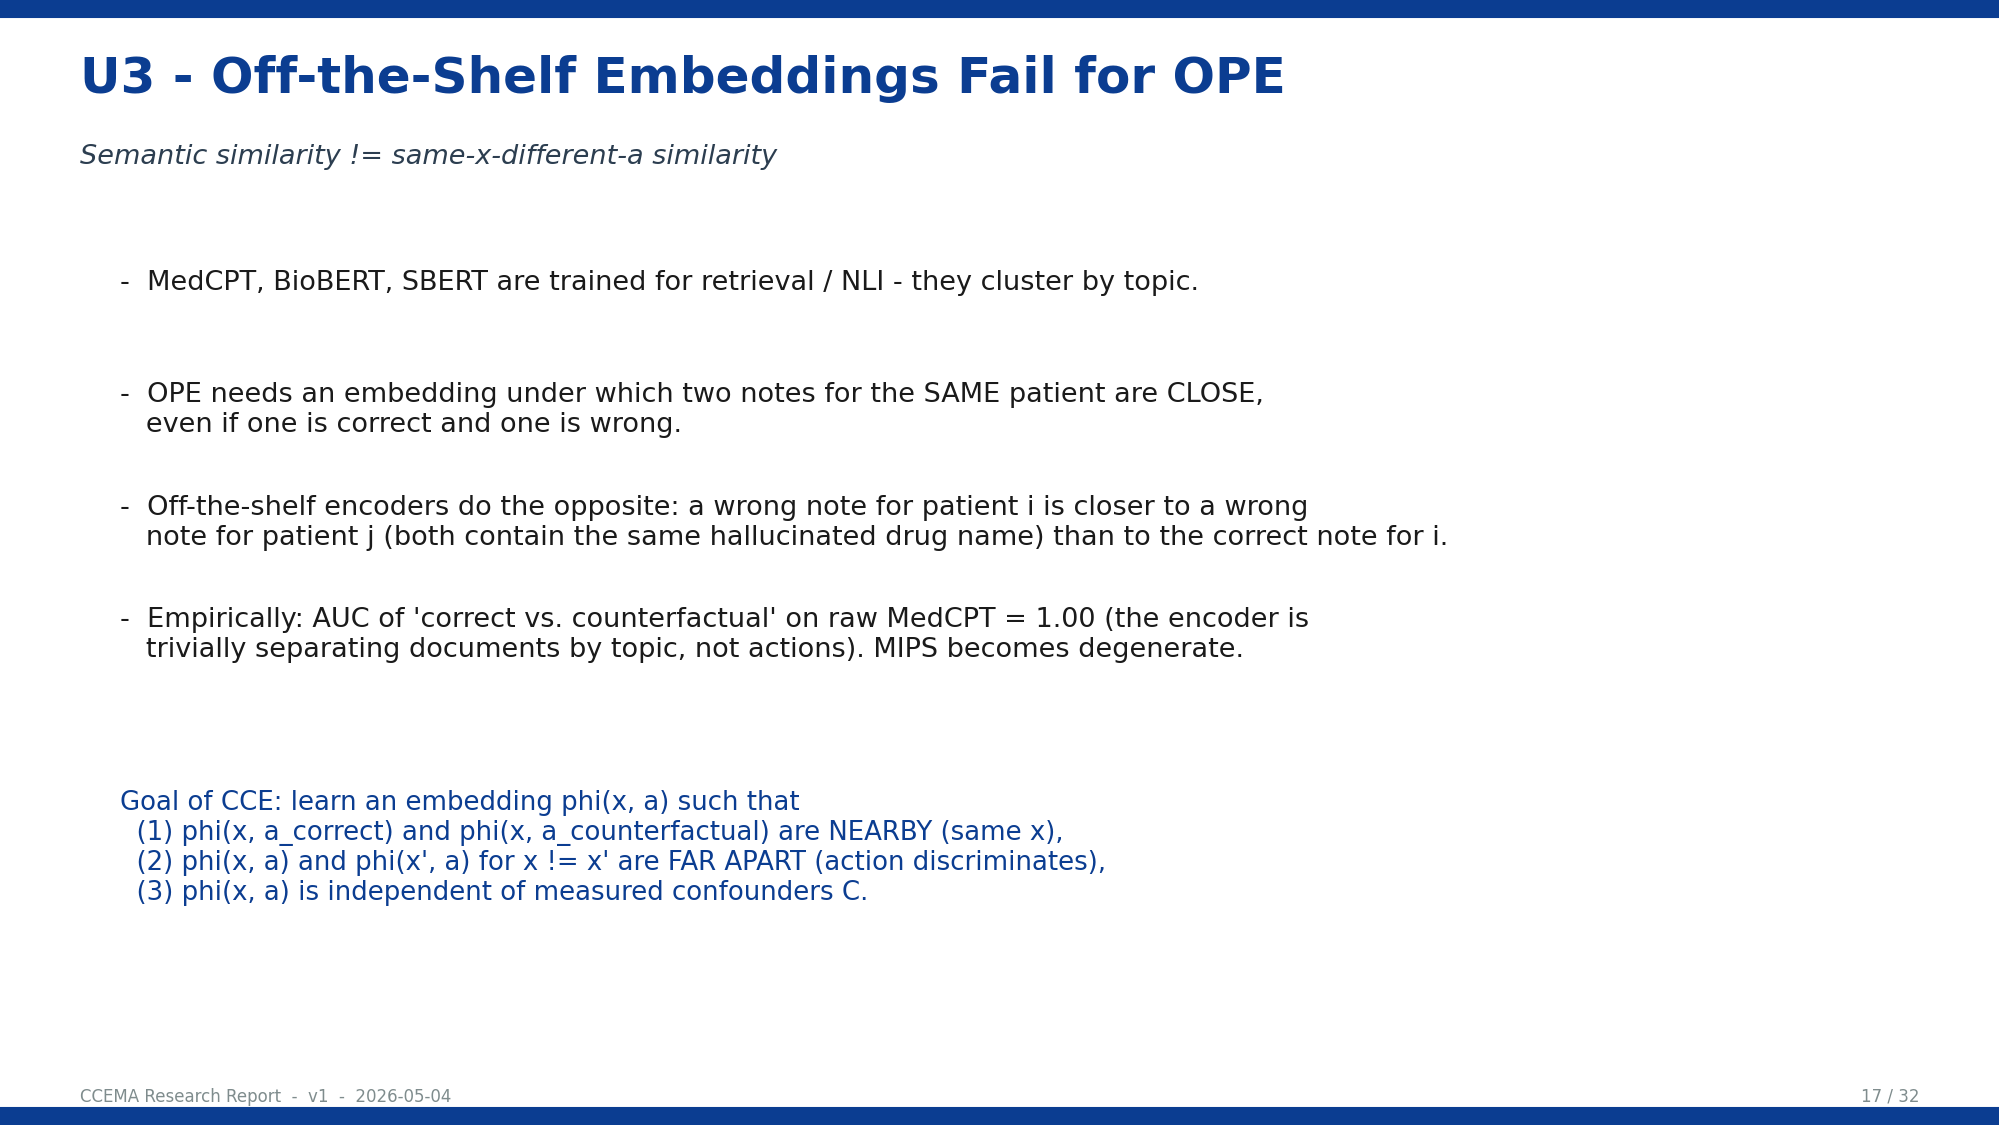 U3 - Off-the-Shelf Embeddings Fail for OPE
Semantic similarity != same-x-different-a similarity
- MedCPT, BioBERT, SBERT are trained for retrieval / NLI - they cluster by topic.
- OPE needs an embedding under which two notes for the SAME patient are CLOSE,
even if one is correct and one is wrong.
- Off-the-shelf encoders do the opposite: a wrong note for patient i is closer to a wrong
note for patient j (both contain the same hallucinated drug name) than to the correct note for i.
- Empirically: AUC of 'correct vs. counterfactual' on raw MedCPT = 1.00 (the encoder is
trivially separating documents by topic, not actions). MIPS becomes degenerate.
Goal of CCE: learn an embedding phi(x, a) such that
(1) phi(x, a_correct) and phi(x, a_counterfactual) are NEARBY (same x),
(2) phi(x, a) and phi(x', a) for x != x' are FAR APART (action discriminates),
(3) phi(x, a) is independent of measured confounders C.
CCEMA Research Report - v1 - 2026-05-04
17 / 32